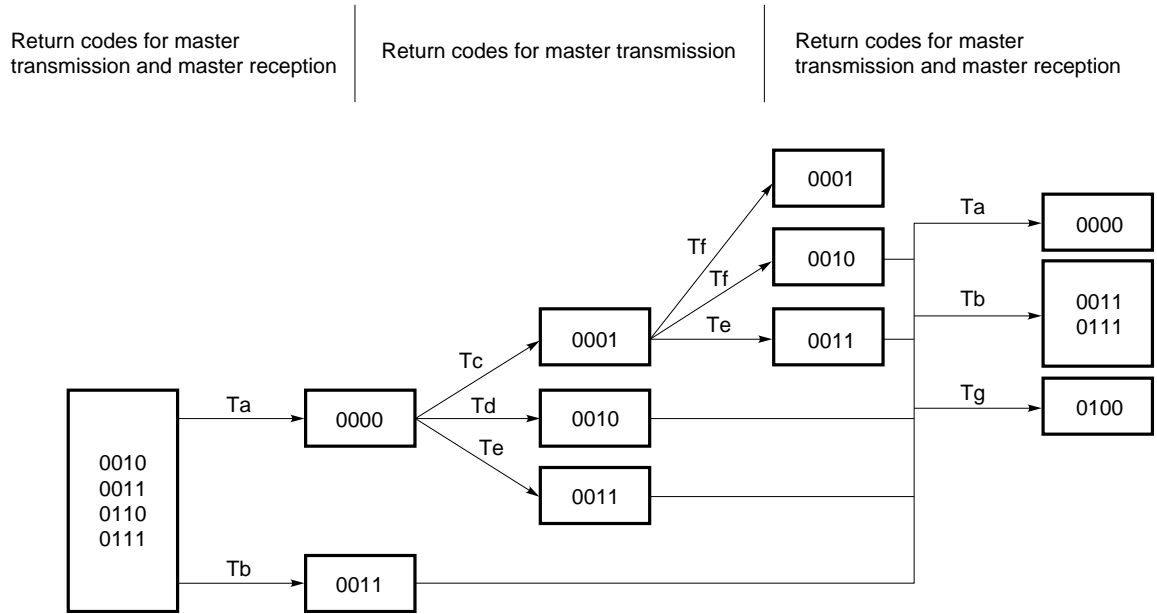 Return codes for master
transmission and master reception
Return codes for master transmission
Return codes for master
transmission and master reception
0001
Ta
0000
Tf
Tf
0010
Tb
0011
0111
0001
Te
0011
Tc
Tg
0100
Ta
0000
Td
0010
Te
0011
0010
0011
0110
0111
Tb
0011